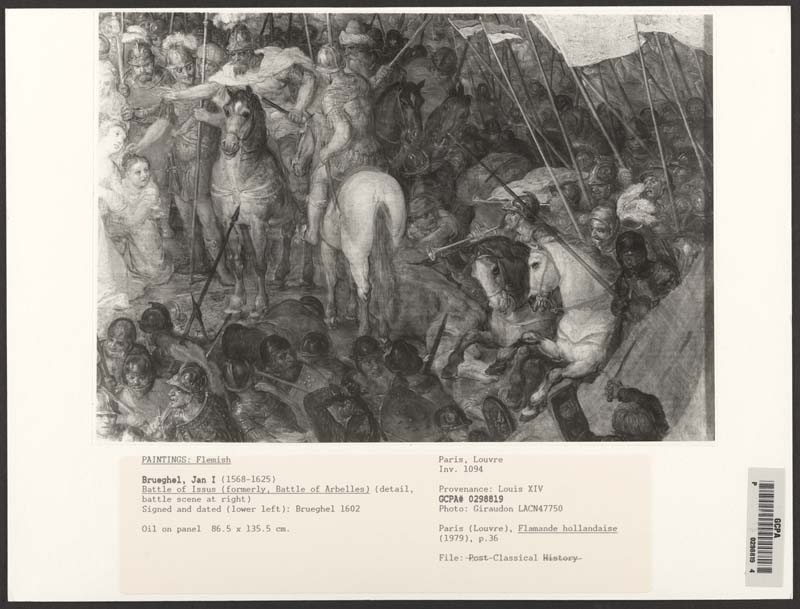 PAINTINGS: Flemish
Brueghel, Jan I (1568-1625)
Battle of Issus (formerly, Battle of Arbelles) (detail,
battle scene at right)
Signed and dated (lower left): Brueghel 1602
Oil on panel 86.5 x 135.5 cm.
Paris, Louvre
Inv. 1094
Provenance: Louis XIV
GCPA# 0298819
Photo: Giraudon LACN47750
Paris (Louvre), Flamande hollandaise
(1979), p.36
File: Post-Classical History
GCPA
0298819 4
P